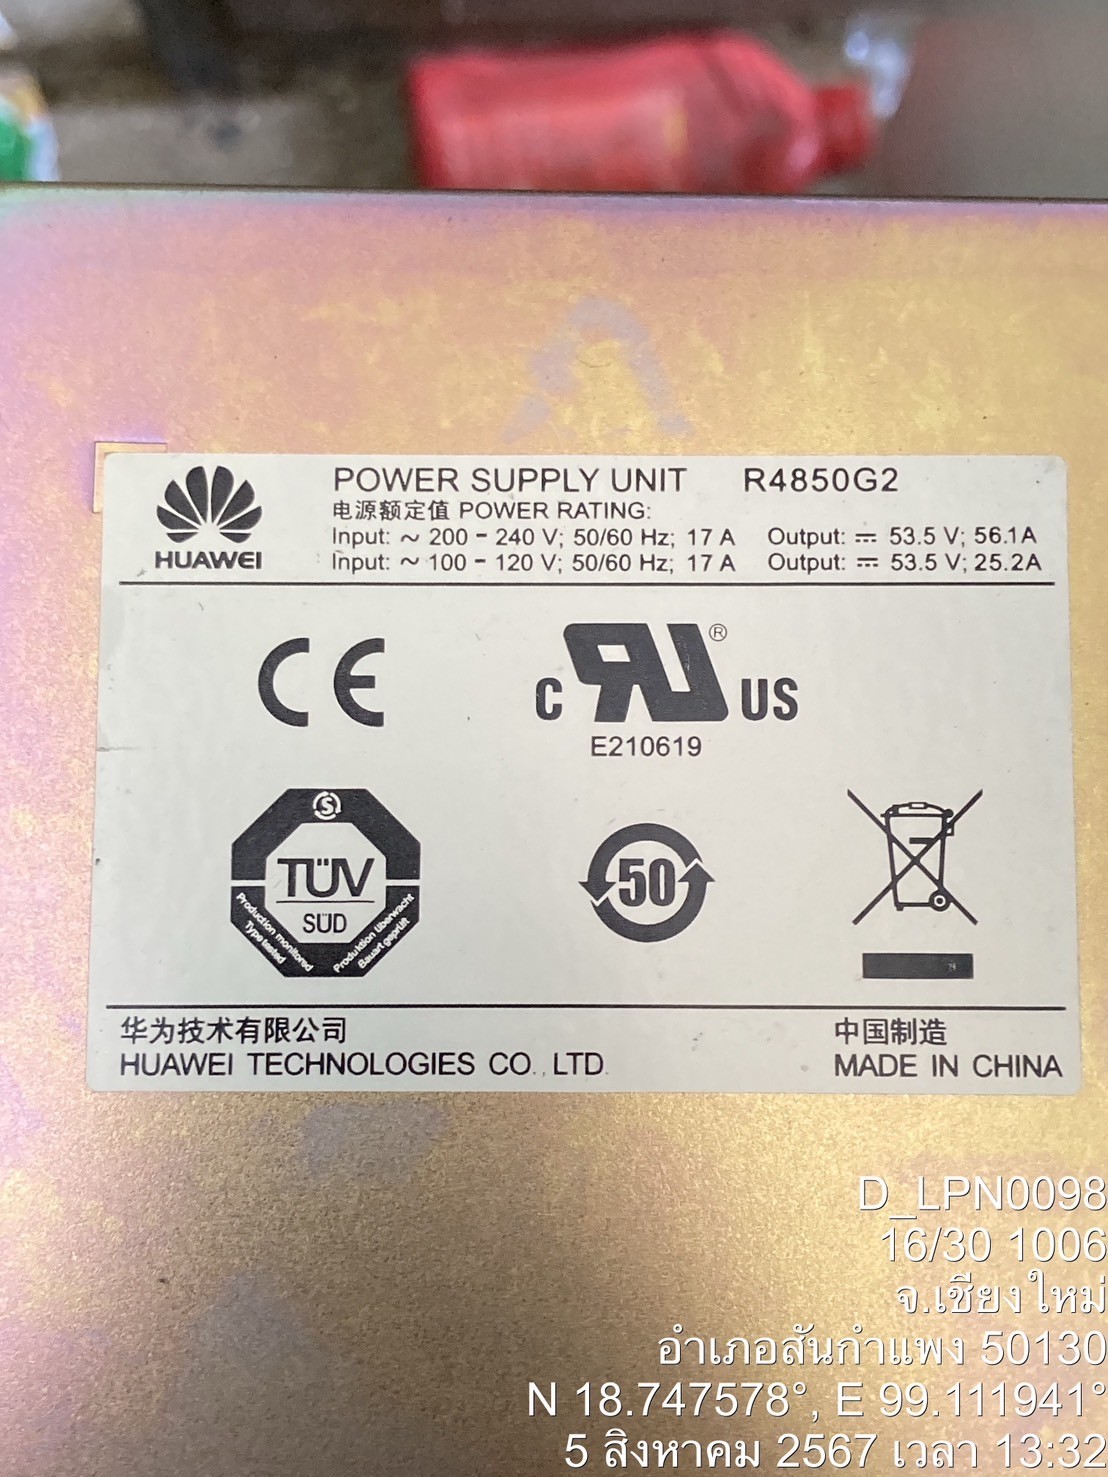 HUAWEI
POWER SUPPLY UNIT R4850G2
电源额定值 POWER RATING:
Input: ~ 200 - 240 V; 50/60 Hz; 17 A Output: ⎓ 53.5 V; 56.1A
Input: ~ 100 - 120 V; 50/60 Hz; 17 A Output: ⎓ 53.5 V; 25.2A
CE
C RU ® US
E210619
S
TÜV
SÜD
Production monitored
Type tested
Produktion überwacht
Bauart geprüft
50
华为技术有限公司
HUAWEI TECHNOLOGIES CO., LTD.
中国制造
MADE IN CHINA
D_LPN0098
16/30 1006
จ.เชียงใหม่
อำเภอสันกำแพง 50130
N 18.747578°, E 99.111941°
5 สิงหาคม 2567 เวลา 13:32